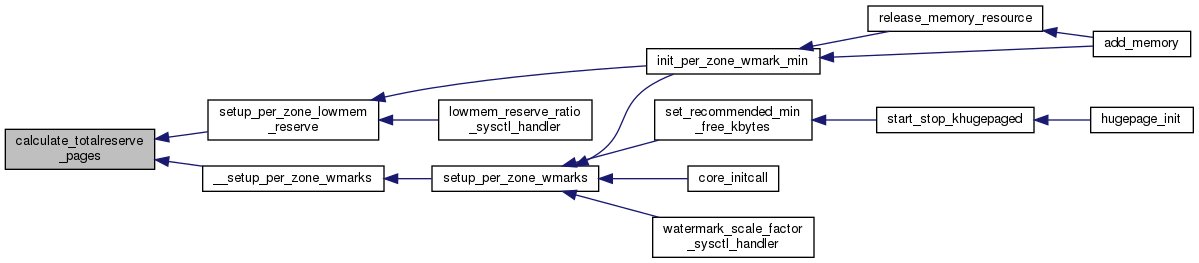 calculate_totalreserve
_pages
setup_per_zone_lowmem
_reserve
__setup_per_zone_wmarks
lowmem_reserve_ratio
_sysctl_handler
setup_per_zone_wmarks
init_per_zone_wmark_min
set_recommended_min
_free_kbytes
core_initcall
watermark_scale_factor
_sysctl_handler
release_memory_resource
add_memory
start_stop_khugepaged
hugepage_init